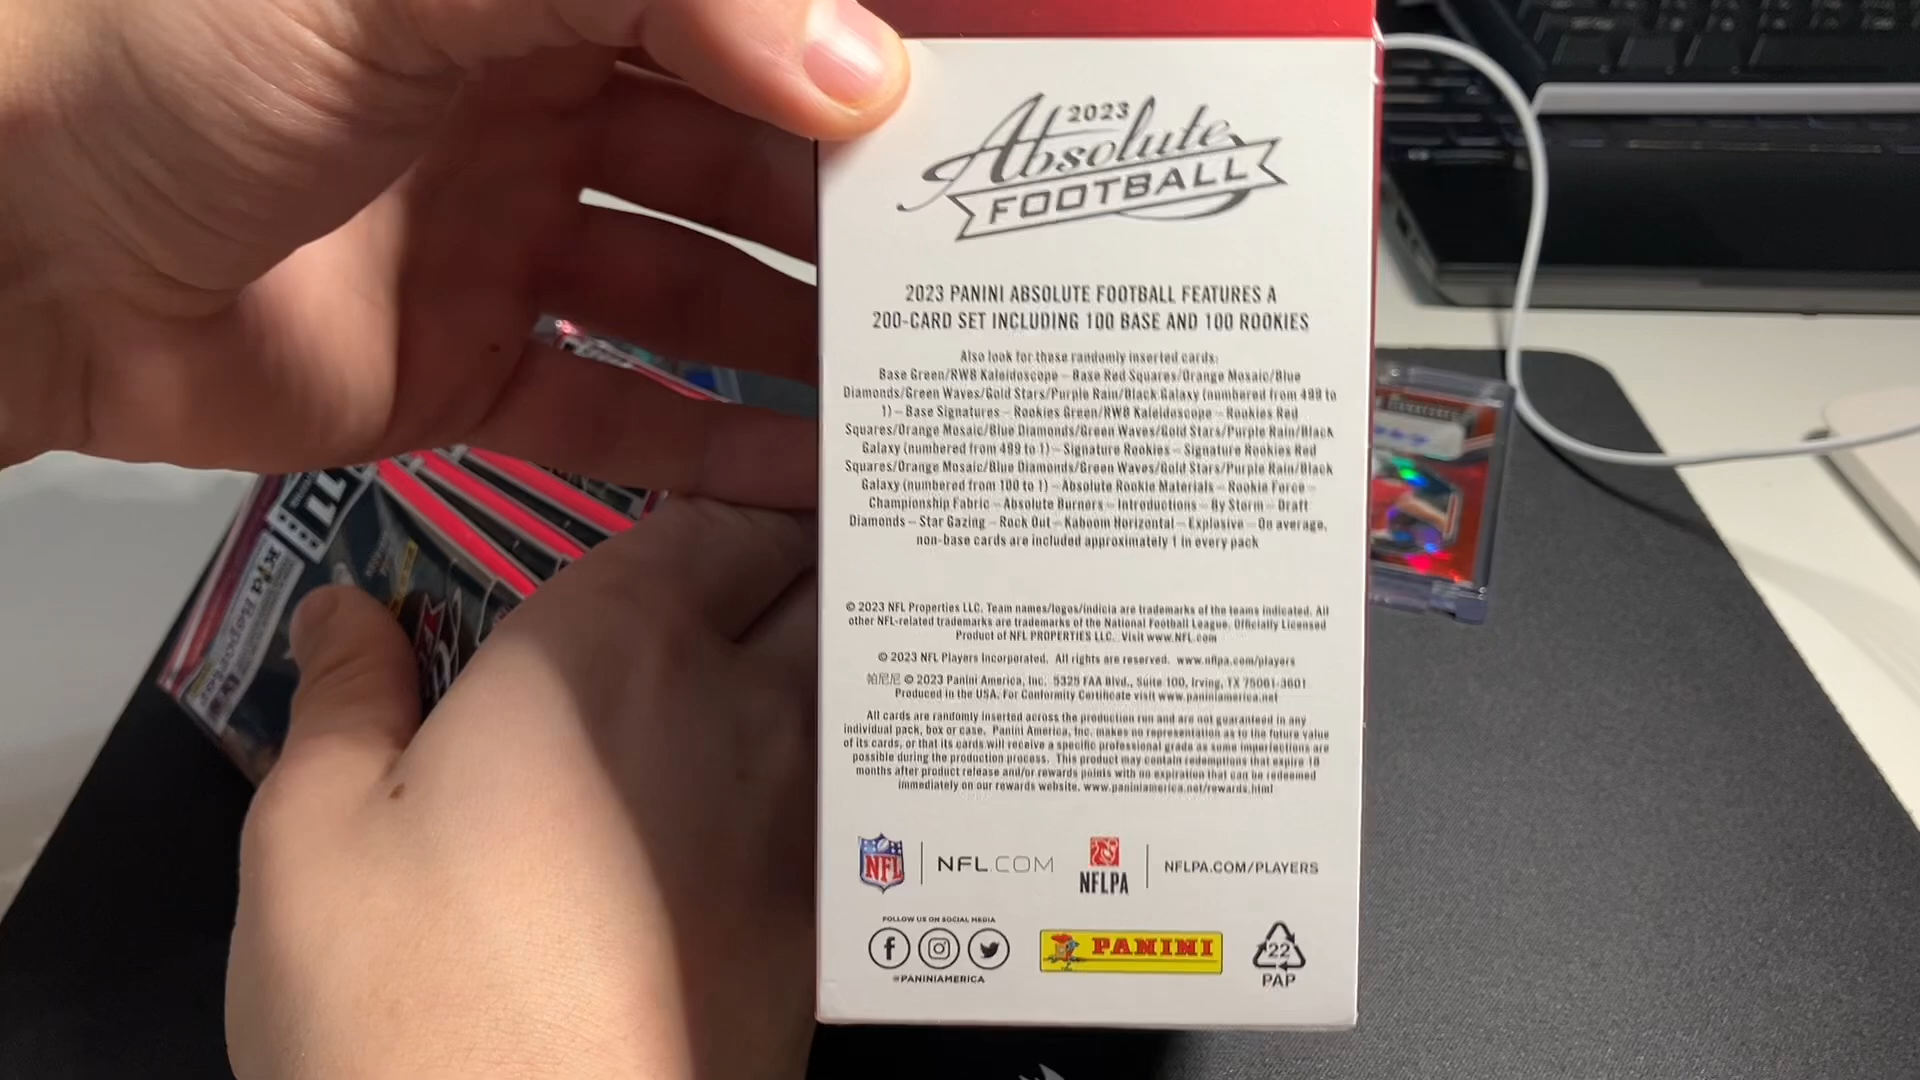 2023
Absolute
FOOTBALL
2023 PANINI ABSOLUTE FOOTBALL FEATURES A
200-CARD SET INCLUDING 100 BASE AND 100 ROOKIES
Also look for these randomly inserted cards:
Base Green/RWB Kaleidoscope – Base Red Squares/Orange Mosaic/Blue
Diamonds/Green Waves/Gold Stars/Purple Rain/Black Galaxy (numbered from 499 to
1) – Base Signatures – Rookies Green/RWB Kaleidoscope – Rookies Red
Squares/Orange Mosaic/Blue Diamonds/Green Waves/Gold Stars/Purple Rain/Black
Galaxy (numbered from 499 to 1) – Signature Rookies – Signature Rookies Red
Squares/Orange Mosaic/Blue Diamonds/Green Waves/Gold Stars/Purple Rain/Black
Galaxy (numbered from 100 to 1) – Absolute Rookie Materials – Rookie Force –
Championship Fabric – Absolute Burners – Introductions – By Storm – Draft
Diamonds – Star Gazing – Rock Out – Kaboom Horizontal – Explosive – On average,
non-base cards are included approximately 1 in every pack
© 2023 NFL Properties LLC. Team names/logos/indicia are trademarks of the teams indicated. All
other NFL-related trademarks are trademarks of the National Football League. Officially Licensed
Product of NFL PROPERTIES LLC. Visit www.NFL.com
© 2023 NFL Players Incorporated. All rights are reserved. www.nflpa.com/players
帕尼尼 © 2023 Panini America, Inc. 5325 FAA Blvd., Suite 100, Irving, TX 75061-3601
Produced in the USA. For Conformity Certificate visit www.paniniamerica.net
All cards are randomly inserted across the production run and are not guaranteed in any
individual pack, box or case. Panini America, Inc. makes no representation as to the future value
of its cards, or that its cards will receive a specific professional grade as some imperfections are
possible during the production process. This product may contain redemptions that expire 18
months after product release and/or rewards points with no expiration that can be redeemed
immediately on our rewards website. www.paniniamerica.net/rewards.html
NFL
NFL.COM
NFLPA
NFLPA.COM/PLAYERS
FOLLOW US ON SOCIAL MEDIA
@PANINIAMERICA
PANINI
22
PAP
11